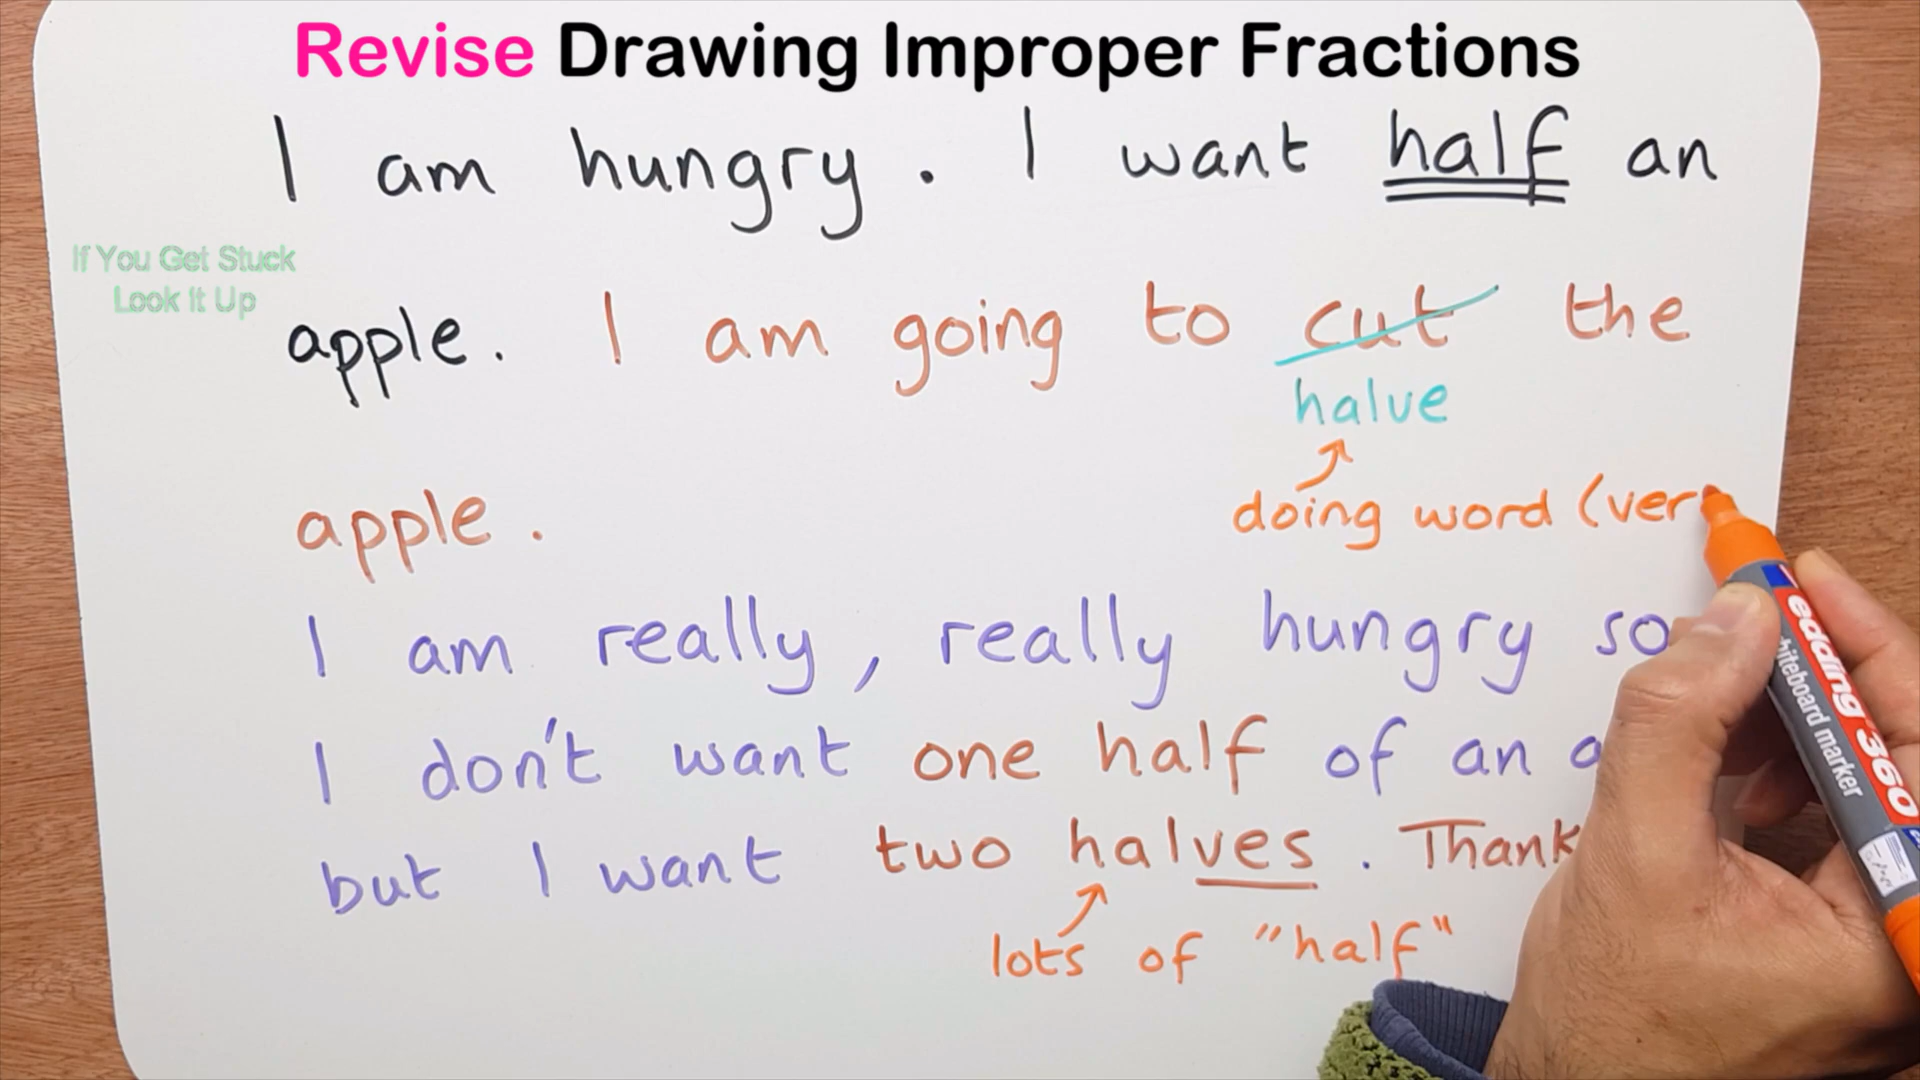 Revise Drawing Improper Fractions
I am hungry. I want half an
If You Get Stuck
Look It Up
apple. I am going to cut the
halve
apple.
doing word (ver
I am really, really hungry so
I don't want one half of an a
but I want two halves. Thank
lots of "half"
edding 360
whiteboard marker